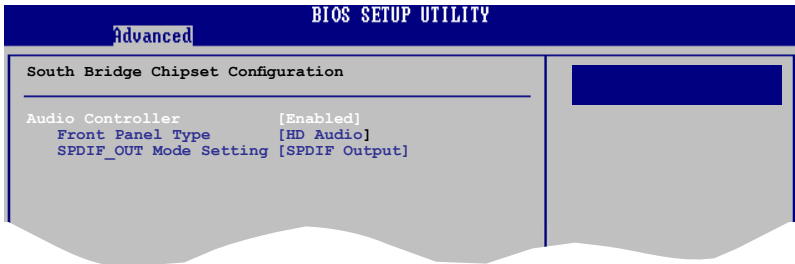 BIOS SETUP UTILITY
Advanced
South Bridge Chipset Configuration
Audio Controller [Enabled]
Front Panel Type [HD Audio]
SPDIF_OUT Mode Setting [SPDIF Output]